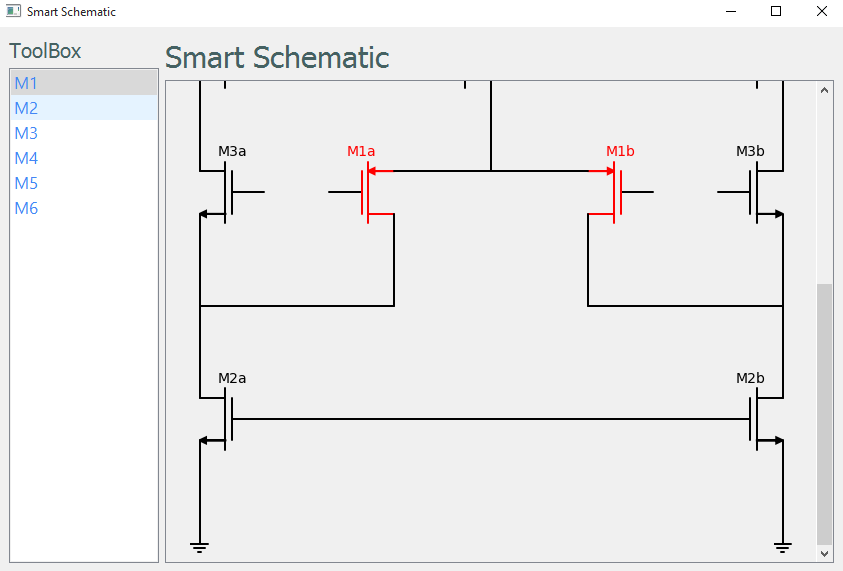 Smart Schematic
ToolBox
Smart Schematic
M1
M2
M3
M4
M5
M6
M3a
M1a
M1b
M3b
M2a
M2b